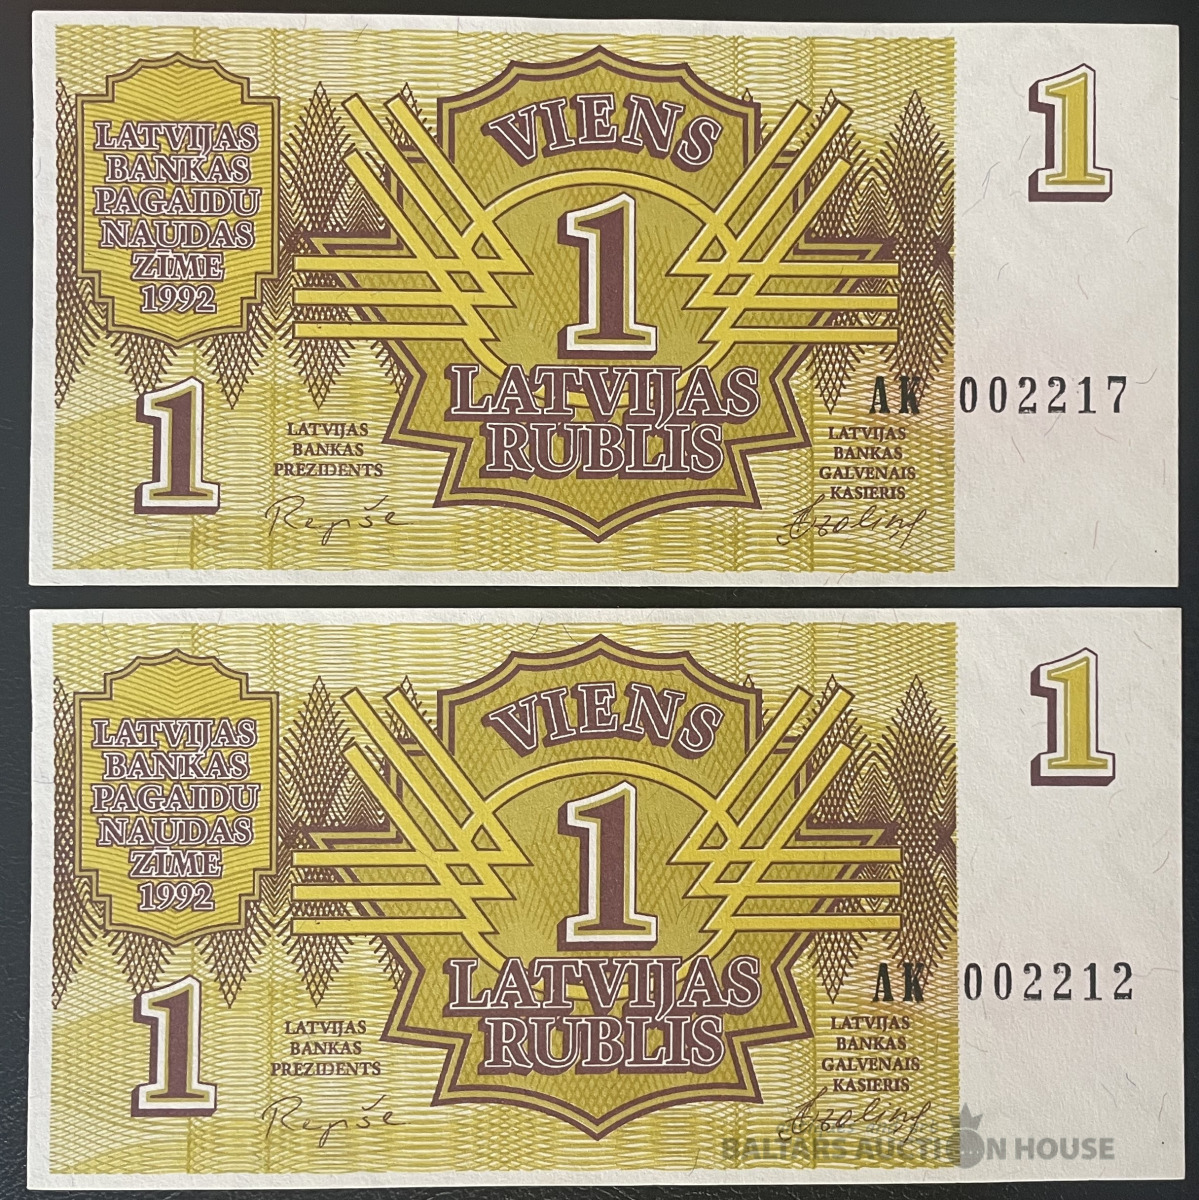 LATVIJAS
BANKAS
PAGAIDU
NAUDAS
ZĪME
1992
VIENS
1
LATVIJAS
RUBLIS
1
1
AK 002217
LATVIJAS
BANKAS
PREZIDENTS
Repše
LATVIJAS
BANKAS
GALVENAIS
KASIERIS
LATVIJAS
BANKAS
PAGAIDU
NAUDAS
ZĪME
1992
VIENS
1
LATVIJAS
RUBLIS
1
1
AK 002212
LATVIJAS
BANKAS
PREZIDENTS
Repše
LATVIJAS
BANKAS
GALVENAIS
KASIERIS
BALTARS AUCTION HOUSE